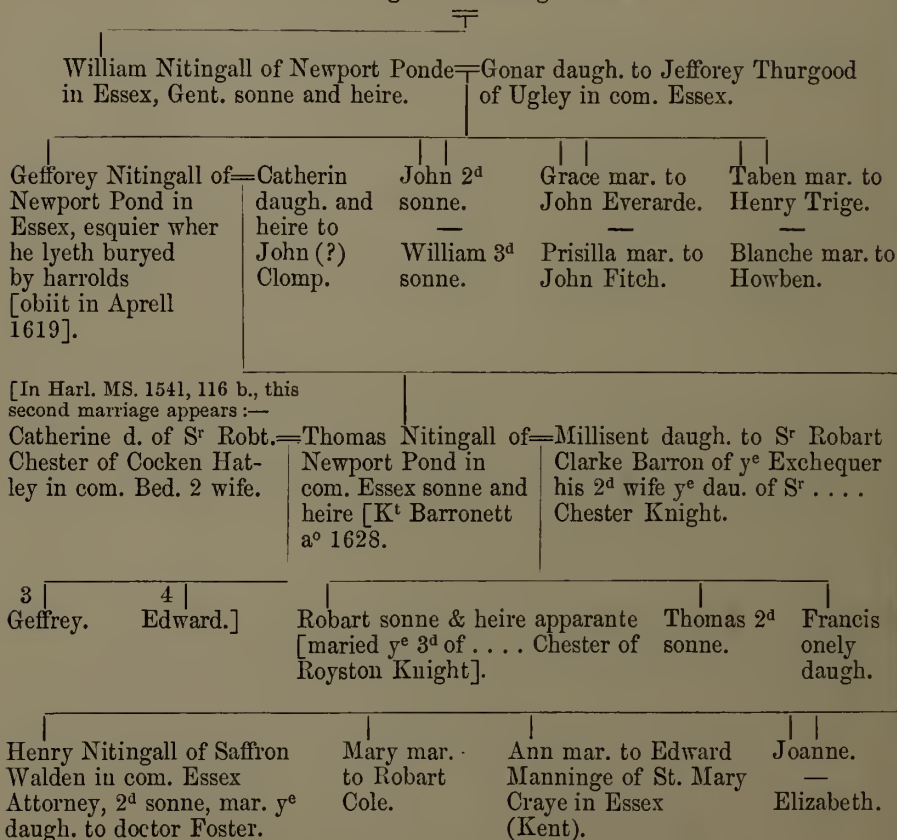 William Nitingall of Newport Ponde
in Essex, Gent. sonne and heire.
Gonar daugh. to Jefforey Thurgood
of Ugley in com. Essex.
Gefforey Nitingall of
Newport Pond in
Essex, esquier wher
he lyeth buryed
by harrolds
[obiit in Aprell
1619].
Catherin
daugh. and
heire to
John (?)
Clomp.
John 2d
sonne.
—
William 3d
sonne.
Grace mar. to
John Everarde.
—
Prisilla mar. to
John Fitch.
Taben mar. to
Henry Trige.
—
Blanche mar. to
Howben.
[In Harl. MS. 1541, 116 b., this
second marriage appears :—
Catherine d. of Sr Robt.
Chester of Cocken Hat-
ley in com. Bed. 2 wife.
Thomas Nitingall of
Newport Pond in
com. Essex sonne and
heire [Kt Barronett
ao 1628.
Millisent daugh. to Sr Robart
Clarke Barron of ye Exchequer
his 2d wife ye dau. of Sr . . . .
Chester Knight.
3
Geffrey.
4
Edward.]
Robart sonne & heire apparante
[maried ye 3d of . . . . Chester of
Royston Knight].
Thomas 2d
sonne.
Francis
onely
daugh.
Henry Nitingall of Saffron
Walden in com. Essex
Attorney, 2d sonne, mar. ye
daugh. to doctor Foster.
Mary mar.
to Robart
Cole.
Ann mar. to Edward
Manninge of St. Mary
Craye in Essex
(Kent).
Joanne.
—
Elizabeth.